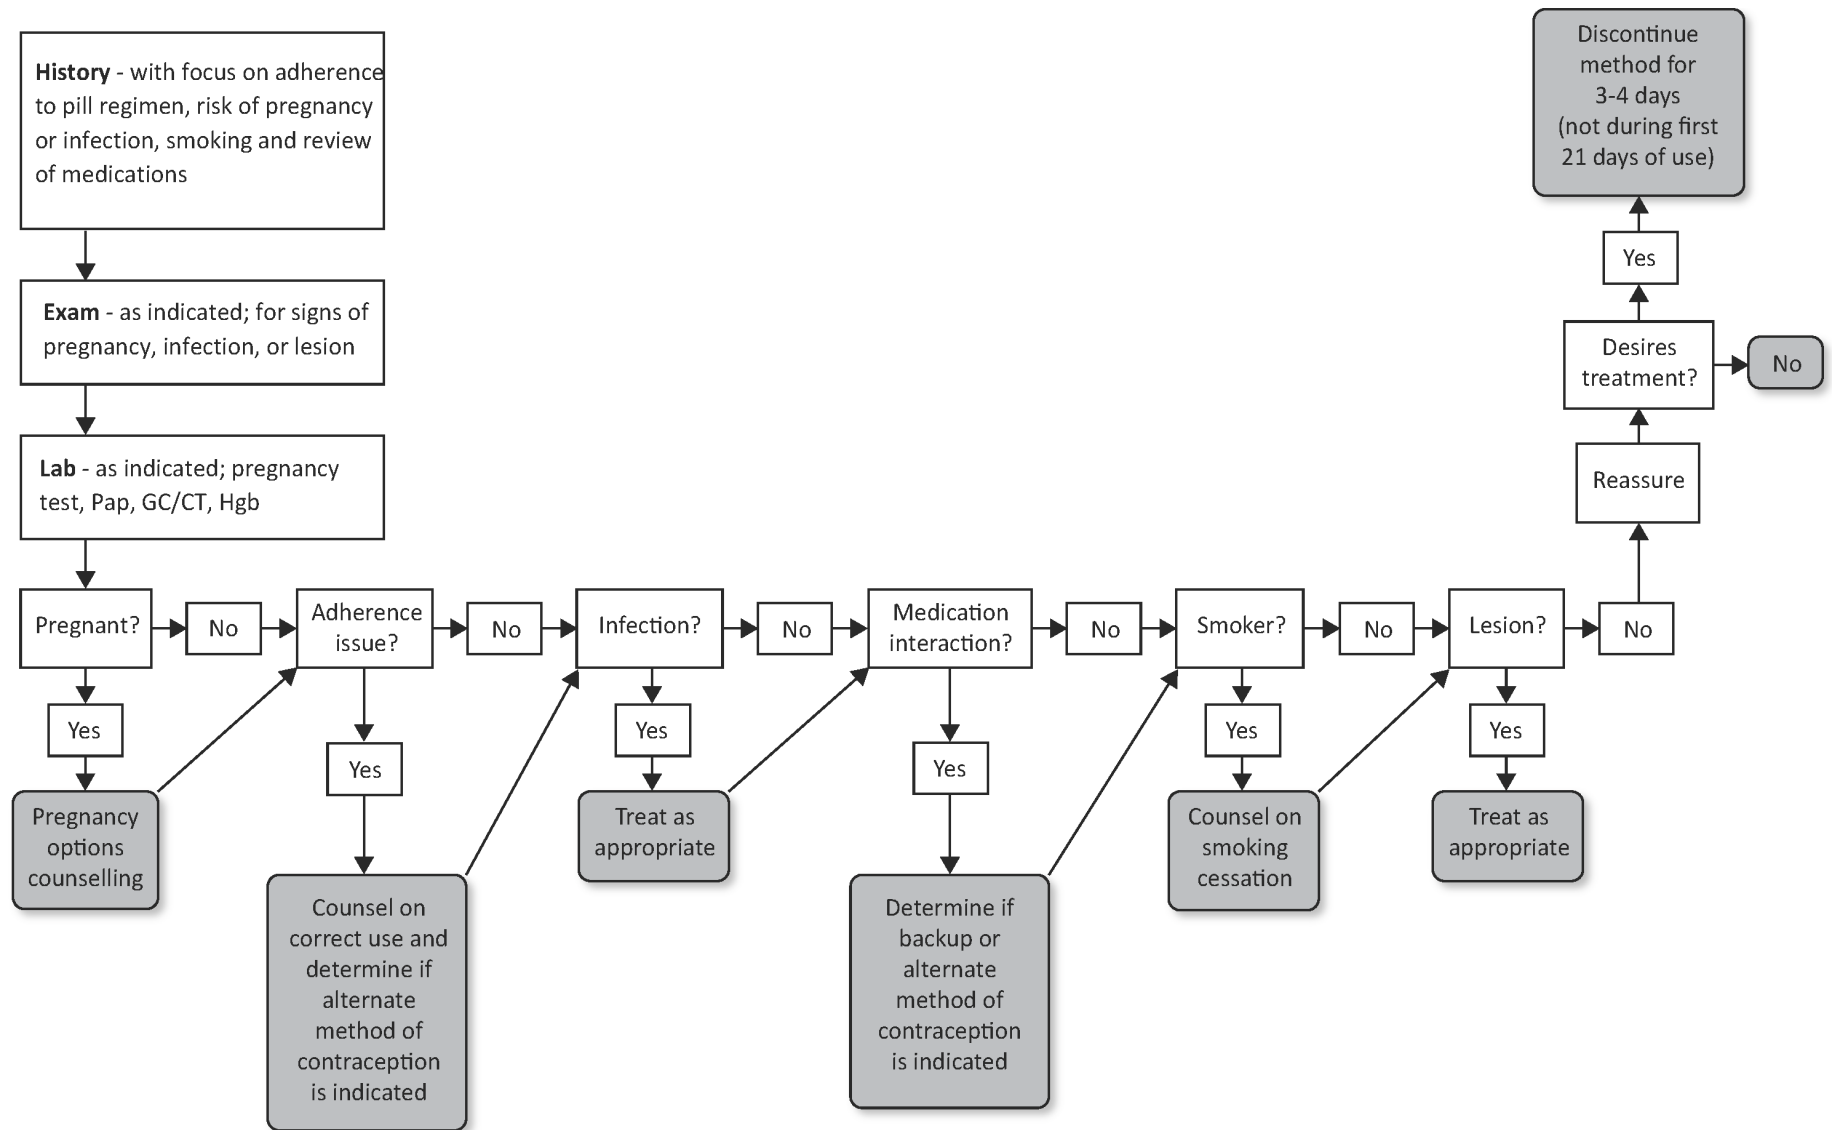 History - with focus on adherence
to pill regimen, risk of pregnancy
or infection, smoking and review
of medications
Exam - as indicated; for signs of
pregnancy, infection, or lesion
Lab - as indicated; pregnancy
test, Pap, GC/CT, Hgb
Pregnant?
No
Yes
Pregnancy
options
counselling
Adherence
issue?
No
Yes
Counsel on
correct use and
determine if
alternate
method of
contraception
is indicated
Infection?
No
Yes
Treat as
appropriate
Medication
interaction?
No
Yes
Determine if
backup or
alternate
method of
contraception
is indicated
Smoker?
No
Yes
Counsel on
smoking
cessation
Lesion?
No
Yes
Treat as
appropriate
Reassure
Desires
treatment?
No
Yes
Discontinue
method for
3-4 days
(not during first
21 days of use)